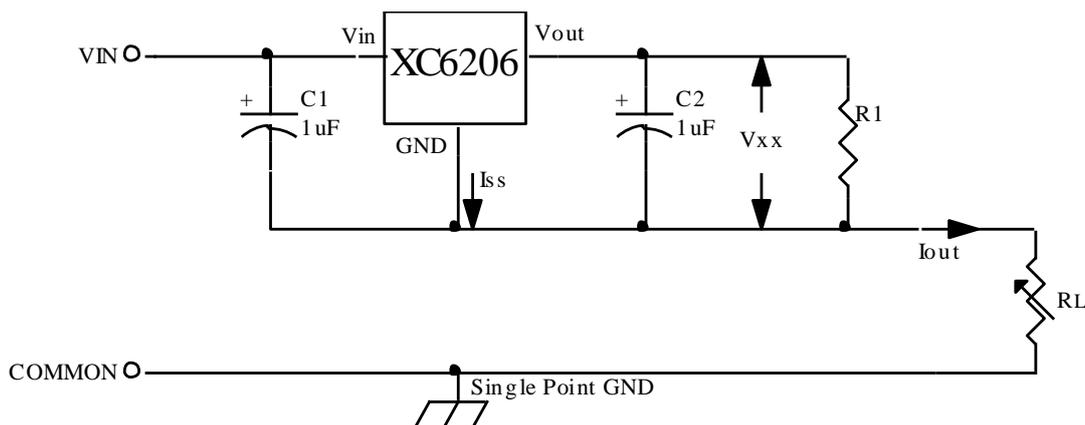 VIN
Vin
XC6206
Vout
+
C1
1uF
GND
Iss
+
C2
1uF
Vxx
R1
Iout
RL
COMMON
Single Point GND